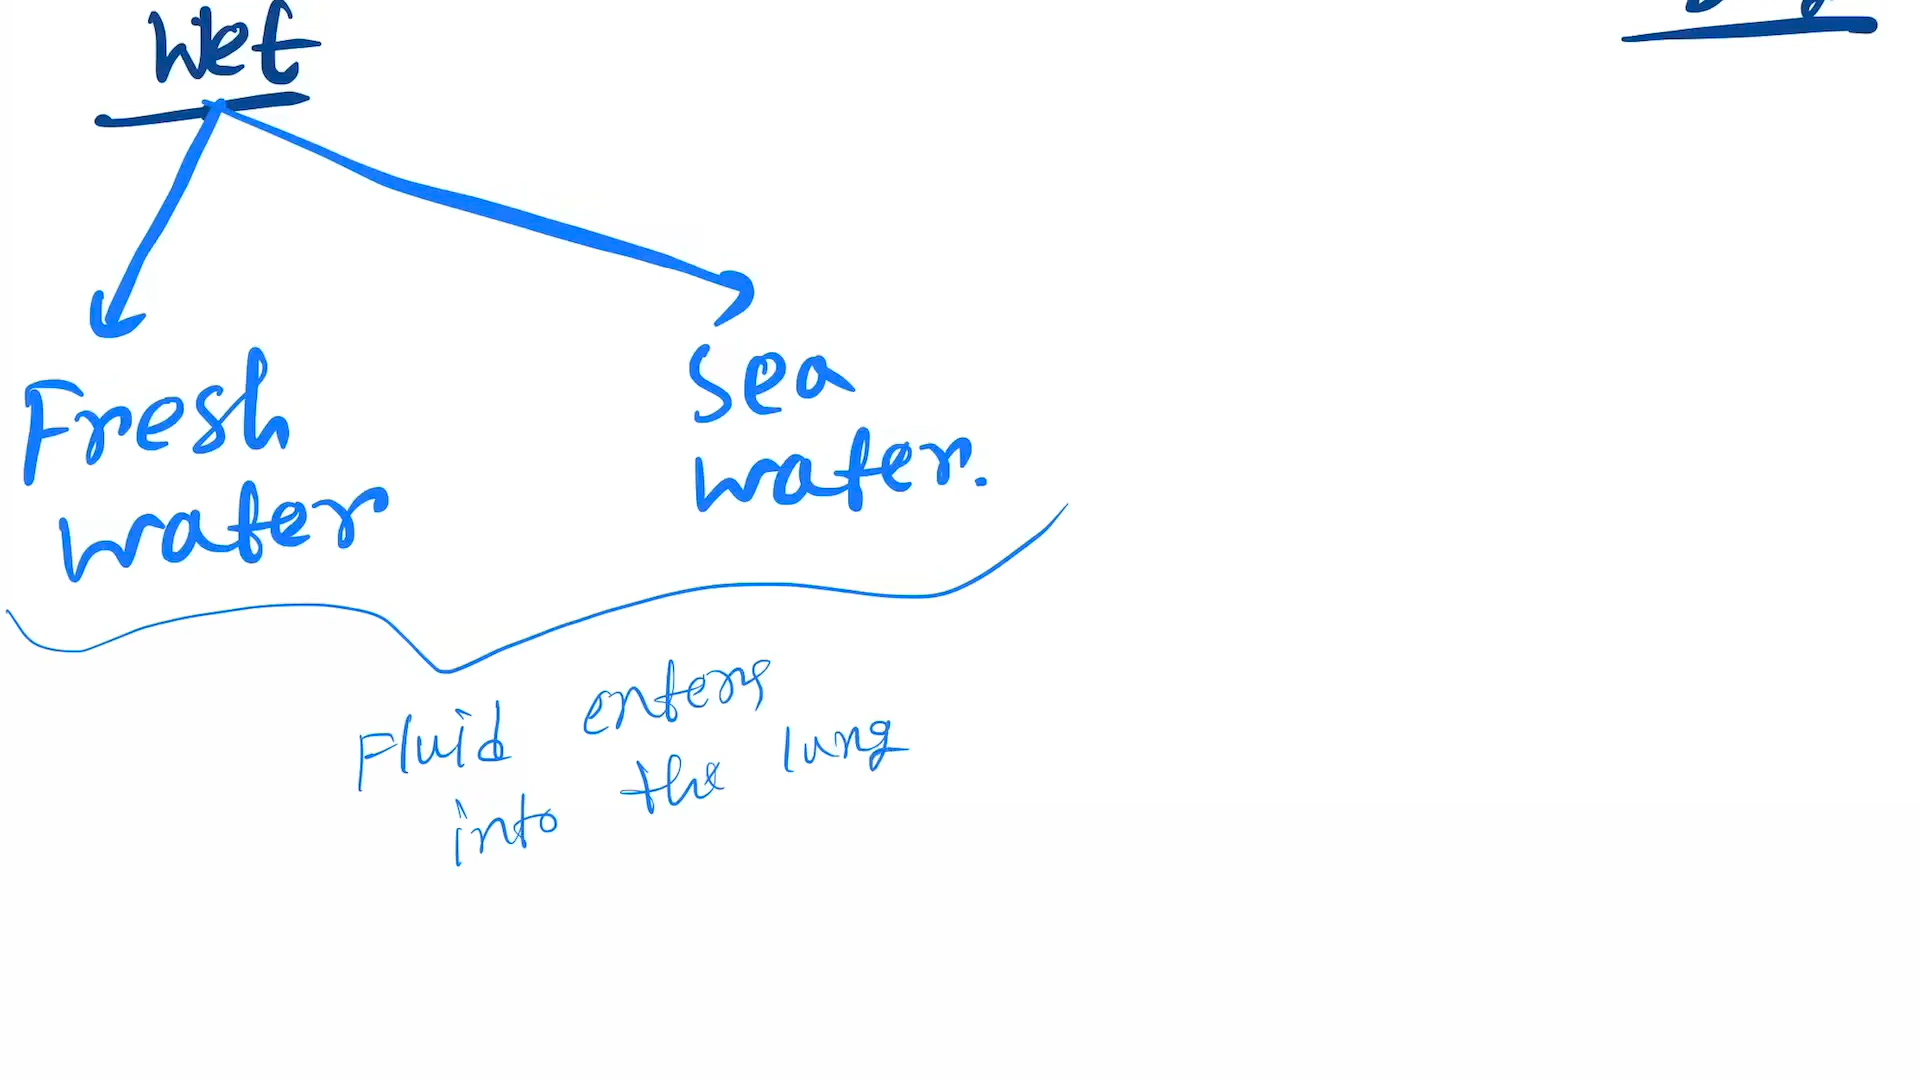 Wet
Fresh
water
Sea
water.
Fluid enters
into the lung